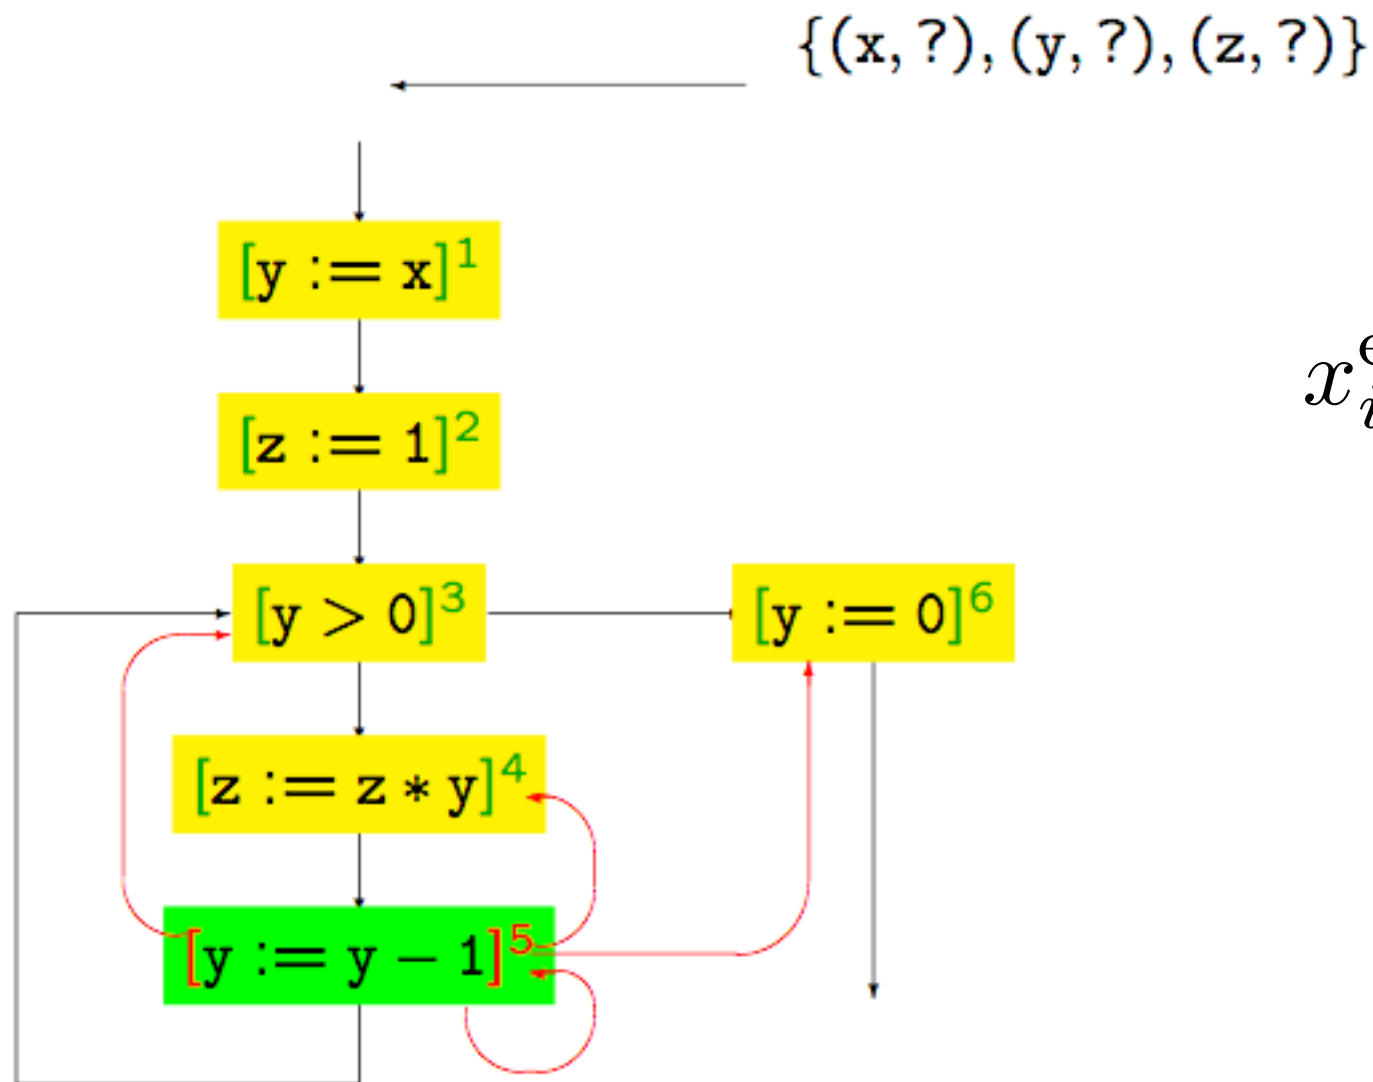 {(x, ?), (y, ?), (z, ?)}
[y := x]¹
[z := 1]²
[y > 0]³
[y := 0]⁶
[z := z * y]⁴
[y := y − 1]⁵